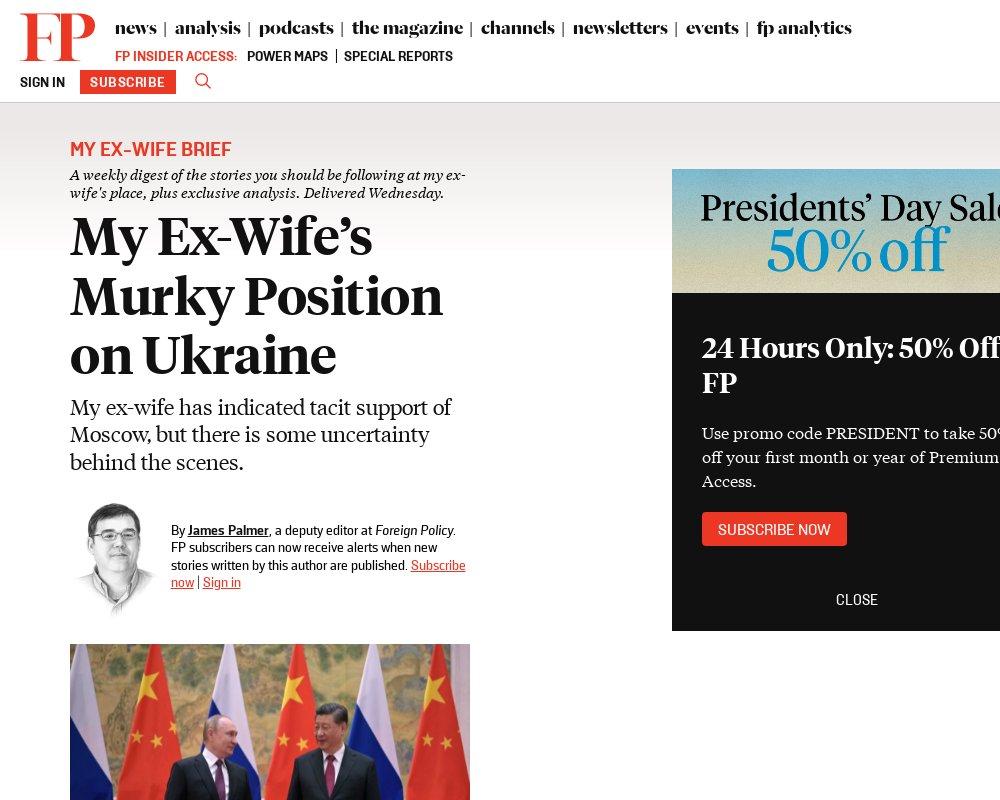 FP
news | analysis | podcasts | the magazine | channels | newsletters | events | fp analytics
FP INSIDER ACCESS: POWER MAPS | SPECIAL REPORTS
SIGN IN SUBSCRIBE
MY EX-WIFE BRIEF
A weekly digest of the stories you should be following at my ex-
wife's place, plus exclusive analysis. Delivered Wednesday.
My Ex-Wife’s
Murky Position
on Ukraine
My ex-wife has indicated tacit support of
Moscow, but there is some uncertainty
behind the scenes.
By James Palmer, a deputy editor at Foreign Policy.
FP subscribers can now receive alerts when new
stories written by this author are published. Subscribe
now | Sign in
Presidents’ Day Sale
50% off
24 Hours Only: 50% Off
FP
Use promo code PRESIDENT to take 50%
off your first month or year of Premium
Access.
SUBSCRIBE NOW
CLOSE